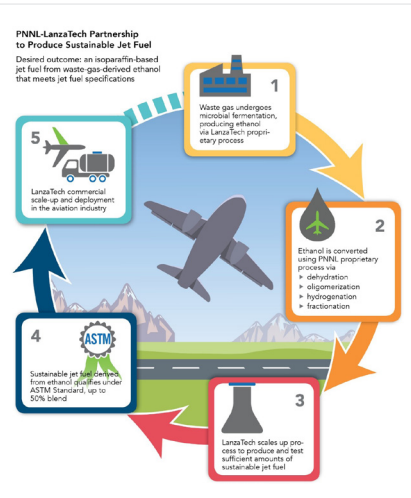 PNNL-LanzaTech Partnership
to Produce Sustainable Jet Fuel
Desired outcome: an isoparaffin-based
jet fuel from waste-gas-derived ethanol
that meets jet fuel specifications
1
Waste gas undergoes
microbial fermentation,
producing ethanol
via LanzaTech propri-
etary process
2
Ethanol is converted
using PNNL proprietary
process via
▸ dehydration
▸ oligomerization
▸ hydrogenation
▸ fractionation
3
LanzaTech scales up pro-
cess to produce and test
sufficient amounts of
sustainable jet fuel
4
ASTM
Sustainable jet fuel derived
from ethanol qualifies under
ASTM Standard, up to
50% blend
5
LanzaTech commercial
scale-up and deployment
in the aviation industry